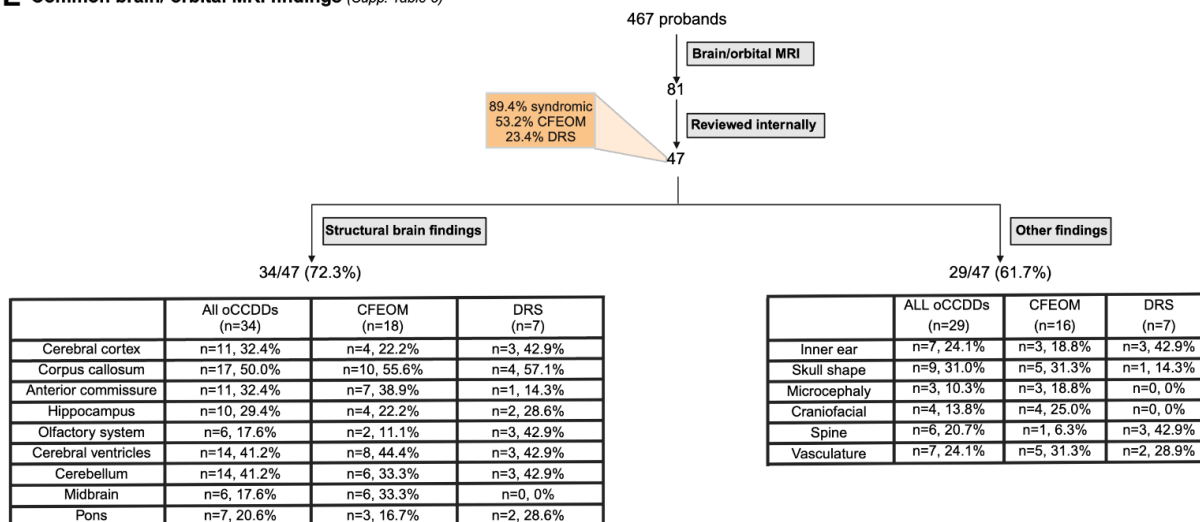 Common brain/ orbital MRI findings
467 probands
Brain/orbital MRI
81
89.4% syndromic
53.2% CFEOM
23.4% DRS
Reviewed internally
47
Structural brain findings
Other findings
34/47 (72.3%)
29/47 (61.7%)
All oCCDDs (n=34) CFEOM (n=18) DRS (n=7)
Cerebral cortex n=11, 32.4% n=4, 22.2% n=3, 42.9%
Corpus callosum n=17, 50.0% n=10, 55.6% n=4, 57.1%
Anterior commissure n=11, 32.4% n=7, 38.9% n=1, 14.3%
Hippocampus n=10, 29.4% n=4, 22.2% n=2, 28.6%
Olfactory system n=6, 17.6% n=2, 11.1% n=3, 42.9%
Cerebral ventricles n=14, 41.2% n=8, 44.4% n=3, 42.9%
Cerebellum n=14, 41.2% n=6, 33.3% n=3, 42.9%
Midbrain n=6, 17.6% n=6, 33.3% n=0, 0%
Pons n=7, 20.6% n=3, 16.7% n=2, 28.6%
ALL oCCDDs (n=29) CFEOM (n=16) DRS (n=7)
Inner ear n=7, 24.1% n=3, 18.8% n=3, 42.9%
Skull shape n=9, 31.0% n=5, 31.3% n=1, 14.3%
Microcephaly n=3, 10.3% n=3, 18.8% n=0, 0%
Craniofacial n=4, 13.8% n=4, 25.0% n=0, 0%
Spine n=6, 20.7% n=1, 6.3% n=3, 42.9%
Vasculature n=7, 24.1% n=5, 31.3% n=2, 28.9%